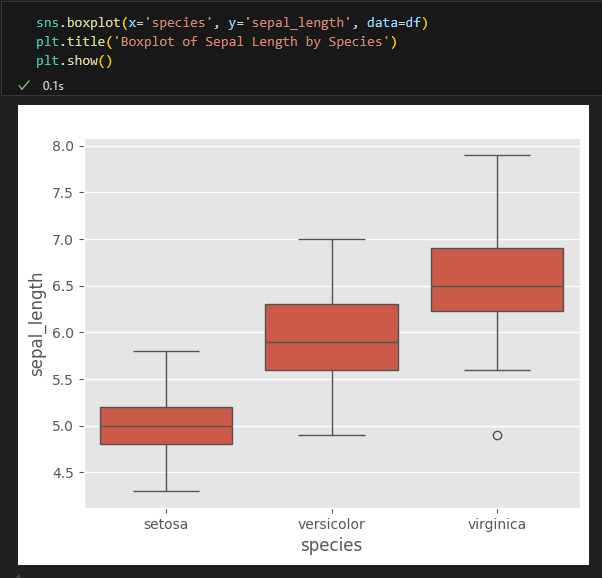 sns.boxplot(x='species', y='sepal_length', data=df)
plt.title('Boxplot of Sepal Length by Species')
plt.show()
0.1s
8.0
7.5
7.0
6.5
6.0
5.5
5.0
4.5
sepal_length
setosa versicolor virginica
species